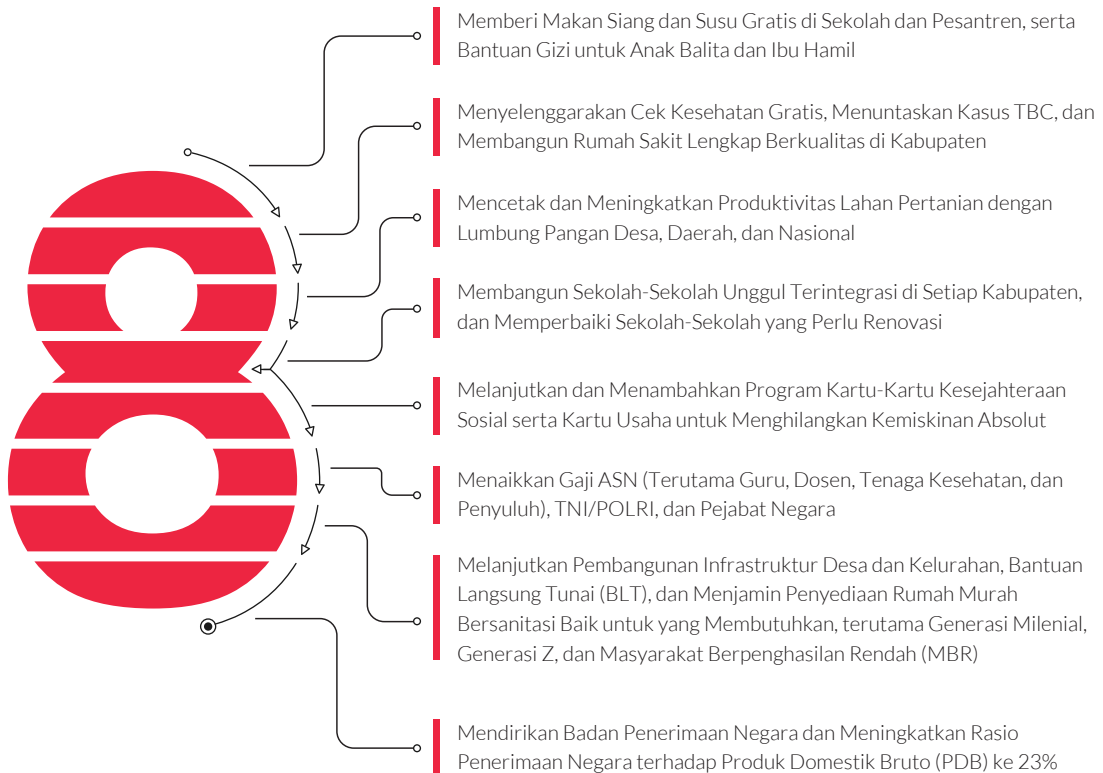 8
Memberi Makan Siang dan Susu Gratis di Sekolah dan Pesantren, serta
Bantuan Gizi untuk Anak Balita dan Ibu Hamil
Menyelenggarakan Cek Kesehatan Gratis, Menuntaskan Kasus TBC, dan
Membangun Rumah Sakit Lengkap Berkualitas di Kabupaten
Mencetak dan Meningkatkan Produktivitas Lahan Pertanian dengan
Lumbung Pangan Desa, Daerah, dan Nasional
Membangun Sekolah-Sekolah Unggul Terintegrasi di Setiap Kabupaten,
dan Memperbaiki Sekolah-Sekolah yang Perlu Renovasi
Melanjutkan dan Menambahkan Program Kartu-Kartu Kesejahteraan
Sosial serta Kartu Usaha untuk Menghilangkan Kemiskinan Absolut
Menaikkan Gaji ASN (Terutama Guru, Dosen, Tenaga Kesehatan, dan
Penyuluh), TNI/POLRI, dan Pejabat Negara
Melanjutkan Pembangunan Infrastruktur Desa dan Kelurahan, Bantuan
Langsung Tunai (BLT), dan Menjamin Penyediaan Rumah Murah
Bersanitasi Baik untuk yang Membutuhkan, terutama Generasi Milenial,
Generasi Z, dan Masyarakat Berpenghasilan Rendah (MBR)
Mendirikan Badan Penerimaan Negara dan Meningkatkan Rasio
Penerimaan Negara terhadap Produk Domestik Bruto (PDB) ke 23%